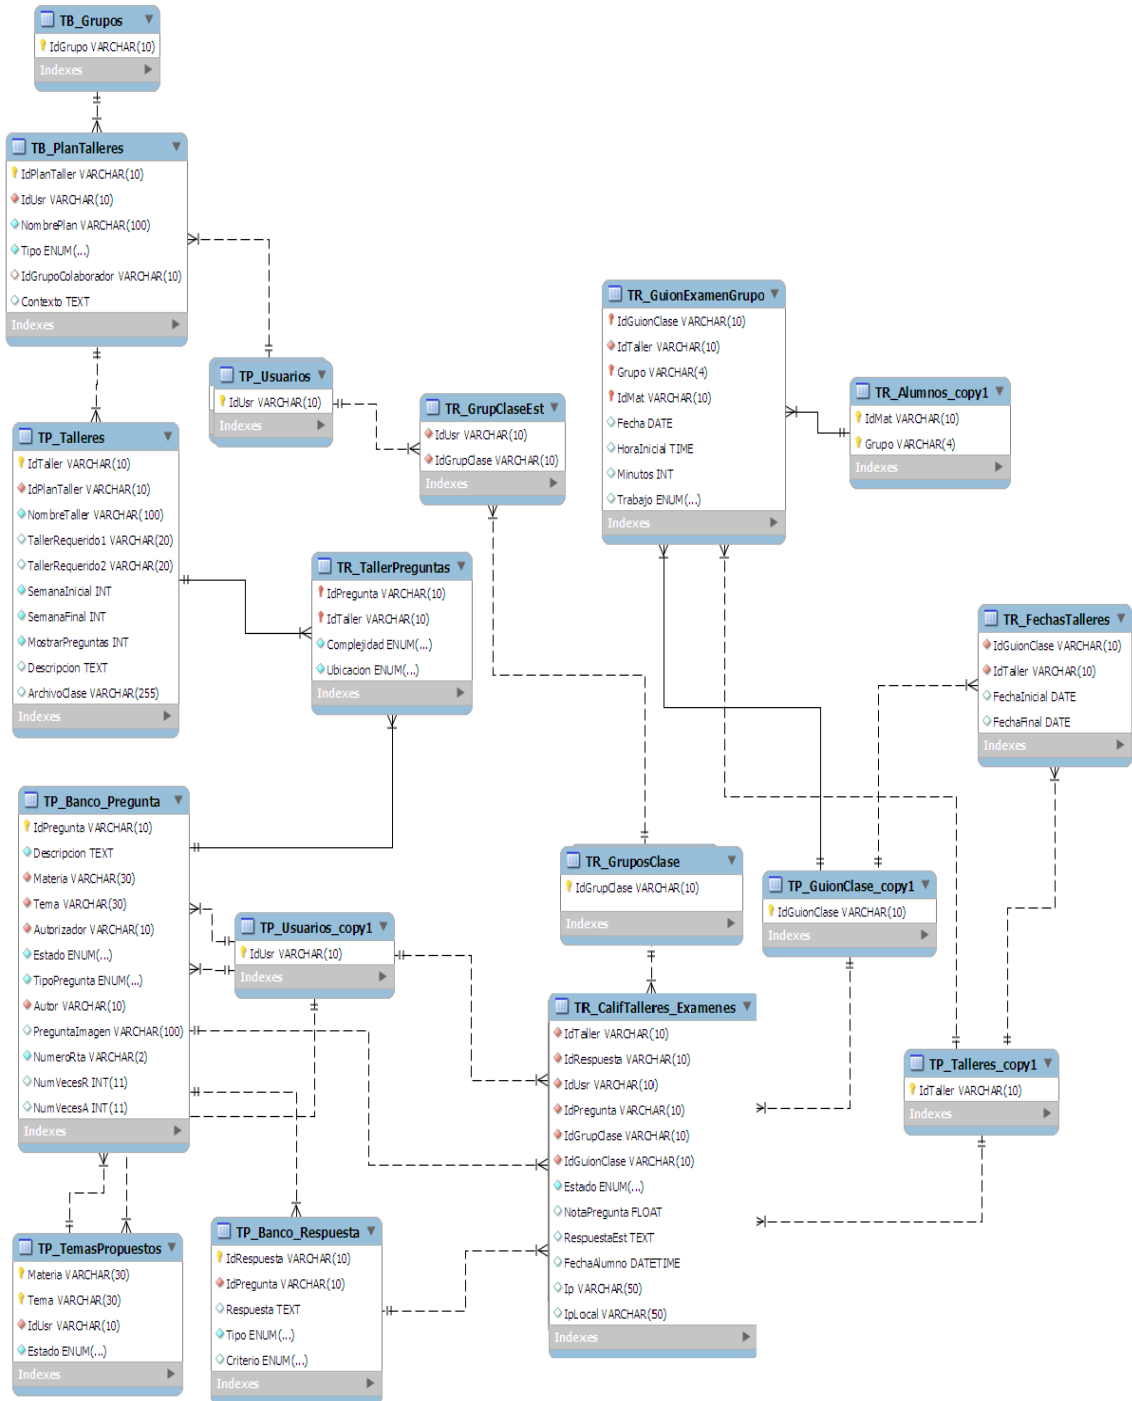 TB_Grupos
IdGrupo VARCHAR(10)
Indexes
TB_PlanTalleres
IdPlanTaller VARCHAR(10)
IdUsr VARCHAR(10)
NombrePlan VARCHAR(100)
Tipo ENUM(...)
IdGrupoColaborador VARCHAR(10)
Contexto TEXT
Indexes
TP_Usuarios
IdUsr VARCHAR(10)
Indexes
TR_GrupClaseEst
IdUsr VARCHAR(10)
IdGrupClase VARCHAR(10)
Indexes
TR_GuionExamenGrupo
IdGuionClase VARCHAR(10)
IdTaller VARCHAR(10)
Grupo VARCHAR(4)
IdMat VARCHAR(10)
Fecha DATE
HoraInicial TIME
Minutos INT
Trabajo ENUM(...)
Indexes
TR_Alumnos_copy1
IdMat VARCHAR(10)
Grupo VARCHAR(4)
Indexes
TP_Talleres
IdTaller VARCHAR(10)
IdPlanTaller VARCHAR(10)
NombreTaller VARCHAR(100)
TallerRequerido1 VARCHAR(20)
TallerRequerido2 VARCHAR(20)
SemanaInicial INT
SemanaFinal INT
MostrarPreguntas INT
Descripcion TEXT
ArchivoClase VARCHAR(255)
Indexes
TR_TallerPreguntas
IdPregunta VARCHAR(10)
IdTaller VARCHAR(10)
Complejidad ENUM(...)
Ubicacion ENUM(...)
Indexes
TR_FechasTalleres
IdGuionClase VARCHAR(10)
IdTaller VARCHAR(10)
FechaInicial DATE
FechaFinal DATE
Indexes
TP_Banco_Pregunta
IdPregunta VARCHAR(10)
Descripcion TEXT
Materia VARCHAR(30)
Tema VARCHAR(30)
Autorizador VARCHAR(10)
Estado ENUM(...)
TipoPregunta ENUM(...)
Autor VARCHAR(10)
PreguntaImagen VARCHAR(100)
NumeroRta VARCHAR(2)
NumVecesR INT(11)
NumVecesA INT(11)
Indexes
TP_Usuarios_copy1
IdUsr VARCHAR(10)
Indexes
TR_GruposClase
IdGrupClase VARCHAR(10)
Indexes
TP_GuionClase_copy1
IdGuionClase VARCHAR(10)
Indexes
TR_CalifTalleres_Examenes
IdTaller VARCHAR(10)
IdRespuesta VARCHAR(10)
IdUsr VARCHAR(10)
IdPregunta VARCHAR(10)
IdGrupClase VARCHAR(10)
IdGuionClase VARCHAR(10)
Estado ENUM(...)
NotaPregunta FLOAT
RespuestaEst TEXT
FechaAlumno DATETIME
Ip VARCHAR(50)
IpLocal VARCHAR(50)
Indexes
TP_Talleres_copy1
IdTaller VARCHAR(10)
Indexes
TP_TemasPropuestos
Materia VARCHAR(30)
Tema VARCHAR(30)
IdUsr VARCHAR(10)
Estado ENUM(...)
Indexes
TP_Banco_Respuesta
IdRespuesta VARCHAR(10)
IdPregunta VARCHAR(10)
Respuesta TEXT
Tipo ENUM(...)
Criterio ENUM(...)
Indexes